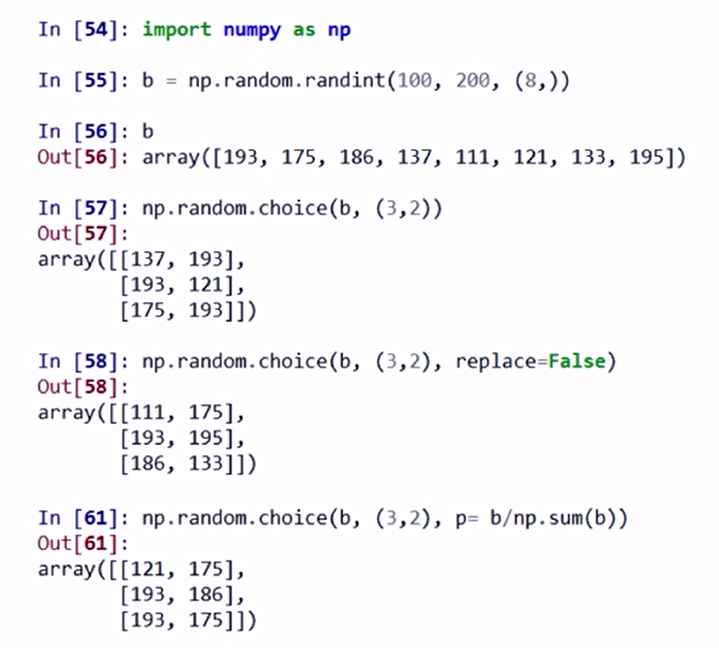 In [54]: import numpy as np
In [55]: b = np.random.randint(100, 200, (8,))
In [56]: b
Out[56]: array([193, 175, 186, 137, 111, 121, 133, 195])
In [57]: np.random.choice(b, (3,2))
Out[57]:
array([[137, 193],
       [193, 121],
       [175, 193]])
In [58]: np.random.choice(b, (3,2), replace=False)
Out[58]:
array([[111, 175],
       [193, 195],
       [186, 133]])
In [61]: np.random.choice(b, (3,2), p= b/np.sum(b))
Out[61]:
array([[121, 175],
       [193, 186],
       [193, 175]])